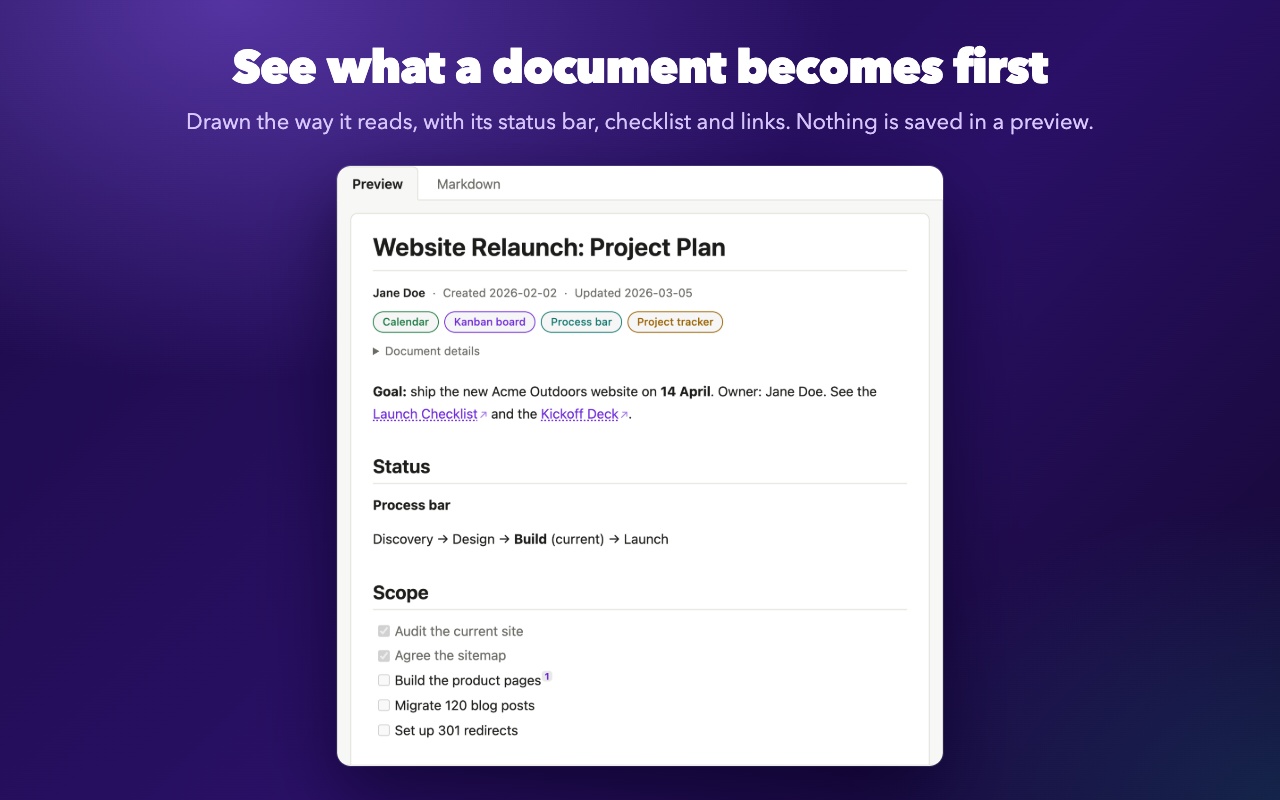 See what a document becomes first
Drawn the way it reads, with its status bar, checklist and links. Nothing is saved in a preview.
Preview Markdown
Website Relaunch: Project Plan
Jane Doe · Created 2026-02-02 · Updated 2026-03-05
Calendar Kanban board Process bar Project tracker
▶ Document details
Goal: ship the new Acme Outdoors website on 14 April. Owner: Jane Doe. See the
Launch Checklist↗ and the Kickoff Deck↗.
Status
Process bar
Discovery → Design → Build (current) → Launch
Scope
Audit the current site
Agree the sitemap
Build the product pages1
Migrate 120 blog posts
Set up 301 redirects